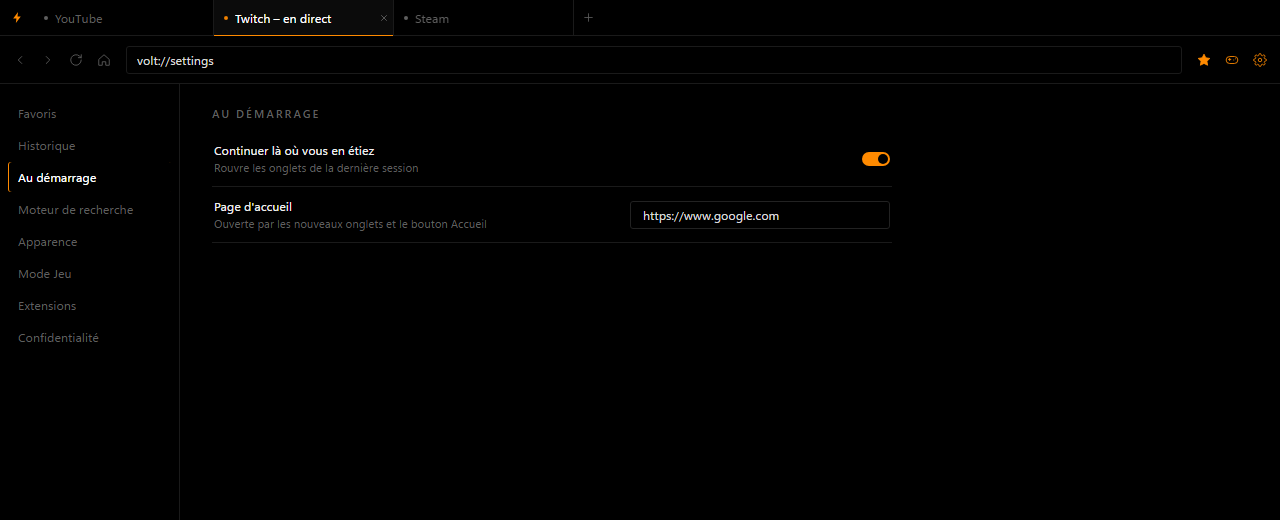 YouTube
Twitch – en direct
Steam
volt://settings
Favoris
Historique
Au démarrage
Moteur de recherche
Apparence
Mode Jeu
Extensions
Confidentialité
AU DÉMARRAGE
Continuer là où vous en étiez
Rouvre les onglets de la dernière session
Page d'accueil
Ouverte par les nouveaux onglets et le bouton Accueil
https://www.google.com